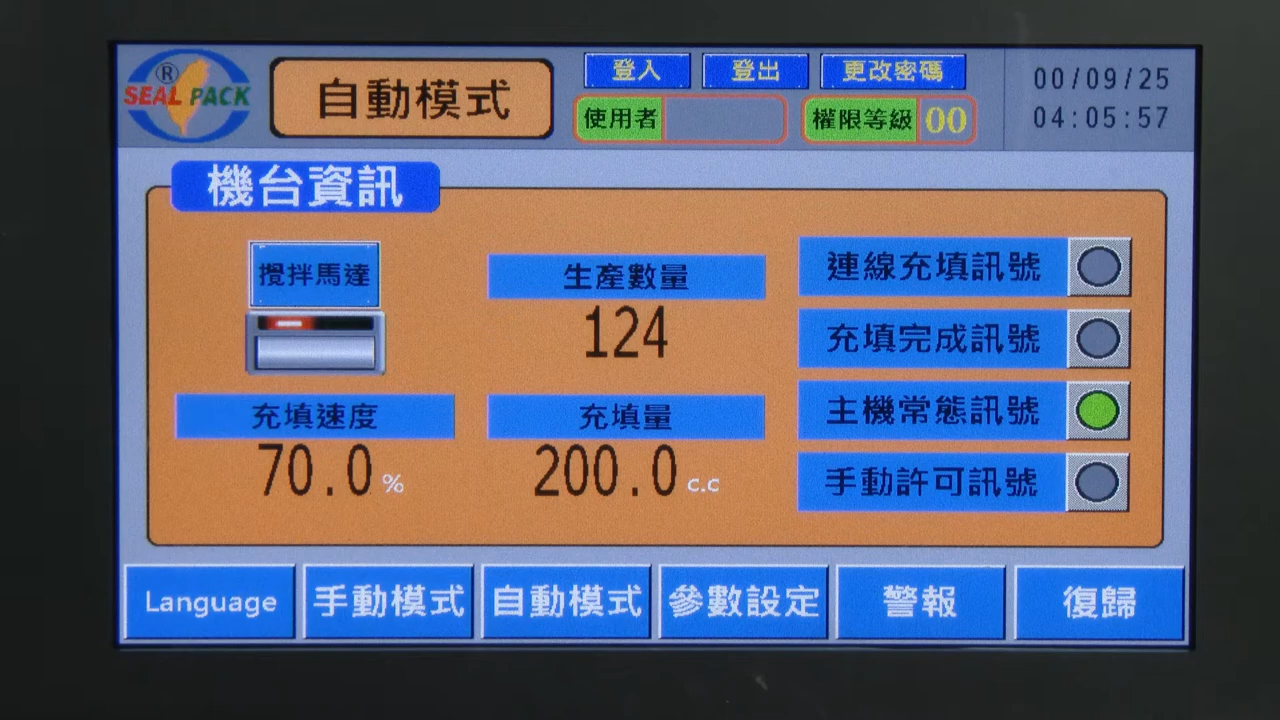 ®
SEAL PACK
自動模式
登入
登出
更改密碼
使用者
權限等級
00
00/09/25
04:05:57
機台資訊
攪拌馬達
生產數量
124
充填速度
70.0 %
充填量
200.0 c.c
連線充填訊號
充填完成訊號
主機常態訊號
手動許可訊號
Language
手動模式
自動模式
參數設定
警報
復歸